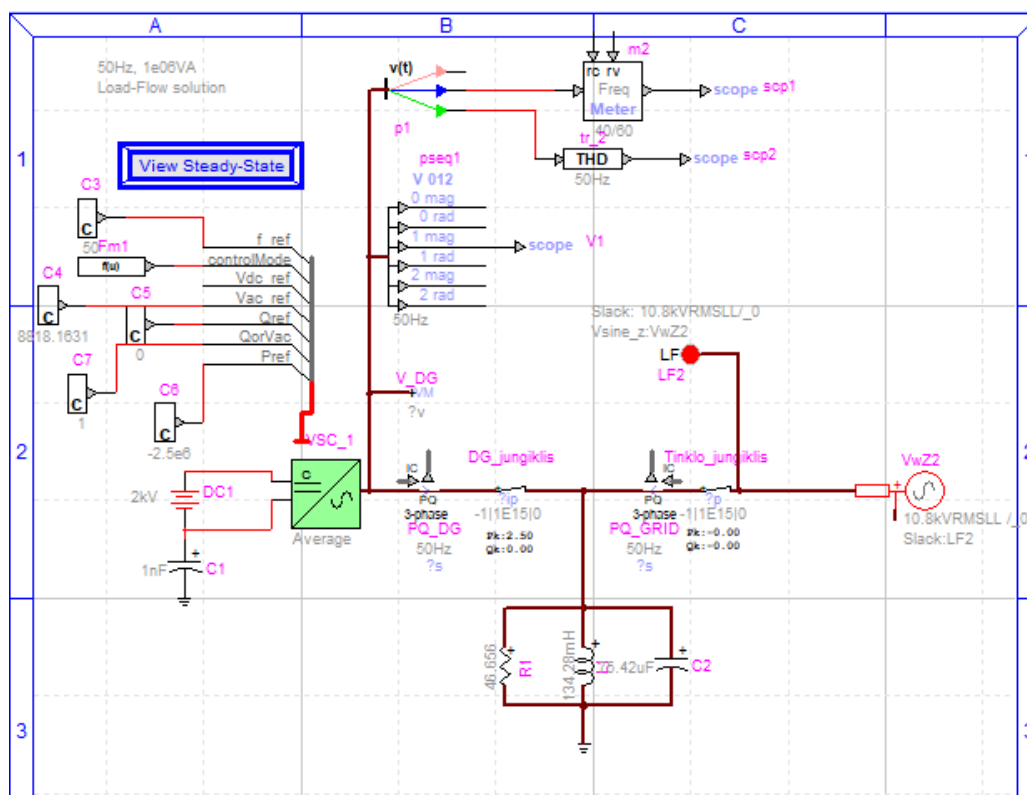 A
B
C
50Hz, 1e06VA
Load-Flow solution
v(t)
m2
rc rv
Freq
Meter
40/60
scope
scp1
p1
tr_2
THD
50Hz
scope
scp2
1
View Steady-State
pseq1
V 012
0 mag
0 rad
1 mag
1 rad
2 mag
2 rad
50Hz
scope
V1
C3
C
50
Fm1
f(u)
C4
C
8818.1631
C5
C
0
C7
C
1
C6
C
-2.5e6
f_ref
controlMode
Vdc_ref
Vac_ref
Qref
QorVac
Pref
Slack: 10.8kVRMSLL/_0
Vsine_z:VwZ2
LF
LF2
V_DG
VM
?v
2
2
VSC_1
C
Average
2kV
DC1
+
1nF
C1
DG_jungiklis
IC
PQ
3-phase
PQ_DG
50Hz
?s
?ip
-1|1E15|0
Pk:2.50
Qk:0.00
Tinklo_jungiklis
IC
PQ
3-phase
PQ_GRID
50Hz
?s
?p
-1|1E15|0
Pk:-0.00
Qk:-0.00
VwZ2
+
10.8kVRMSLL /_0
Slack:LF2
46.656
+
R1
134.28mH
+
75.42uF
+
C2
3
3